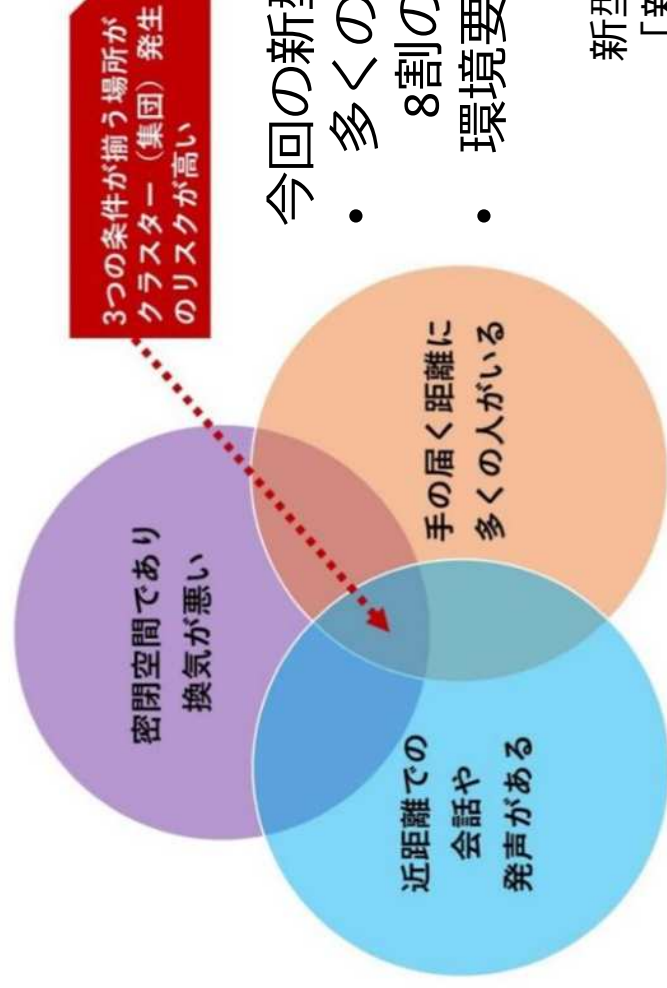 3つの条件が揃う場所が
クラスター（集団）発生
のリスクが高い
密閉空間であり
換気が悪い
近距離での
会話や
発声がある
手の届く距離に
多くの人がいる
今回の新型
• 多くの
8割の
• 環境要
新型
「新